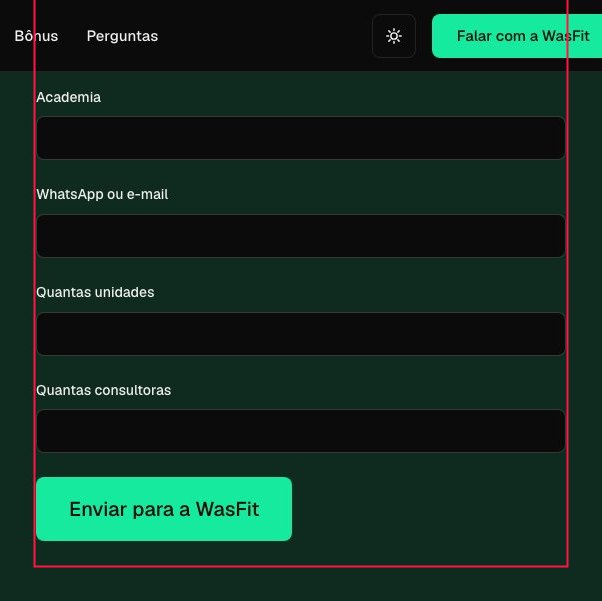 Bônus Perguntas Falar com a WasFit
Academia
WhatsApp ou e-mail
Quantas unidades
Quantas consultoras
Enviar para a WasFit